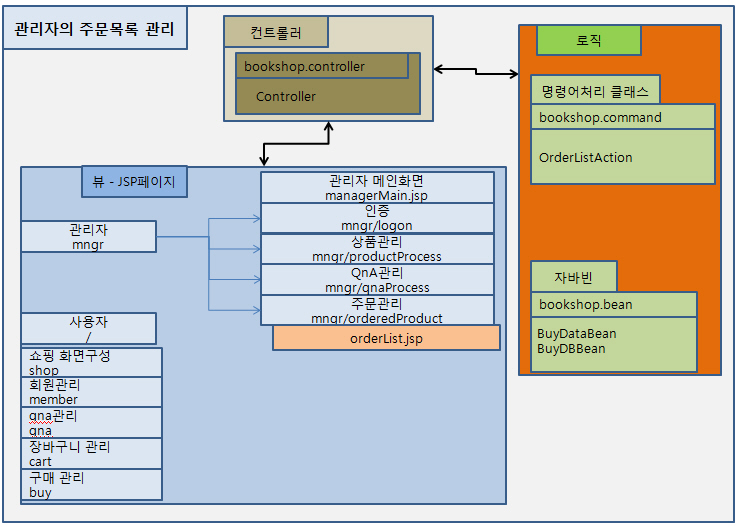 관리자의 주문목록 관리
컨트롤러
bookshop.controller
Controller
로직
명령어처리 클래스
bookshop.command
OrderListAction
자바빈
bookshop.bean
BuyDataBean
BuyDBBean
뷰 - JSP페이지
관리자 메인화면
managerMain.jsp
인증
mngr/logon
상품관리
mngr/productProcess
QnA관리
mngr/qnaProcess
주문관리
mngr/orderedProduct
orderList.jsp
관리자
mngr
사용자
/
쇼핑 화면구성
shop
회원관리
member
qna관리
qna
장바구니 관리
cart
구매 관리
buy